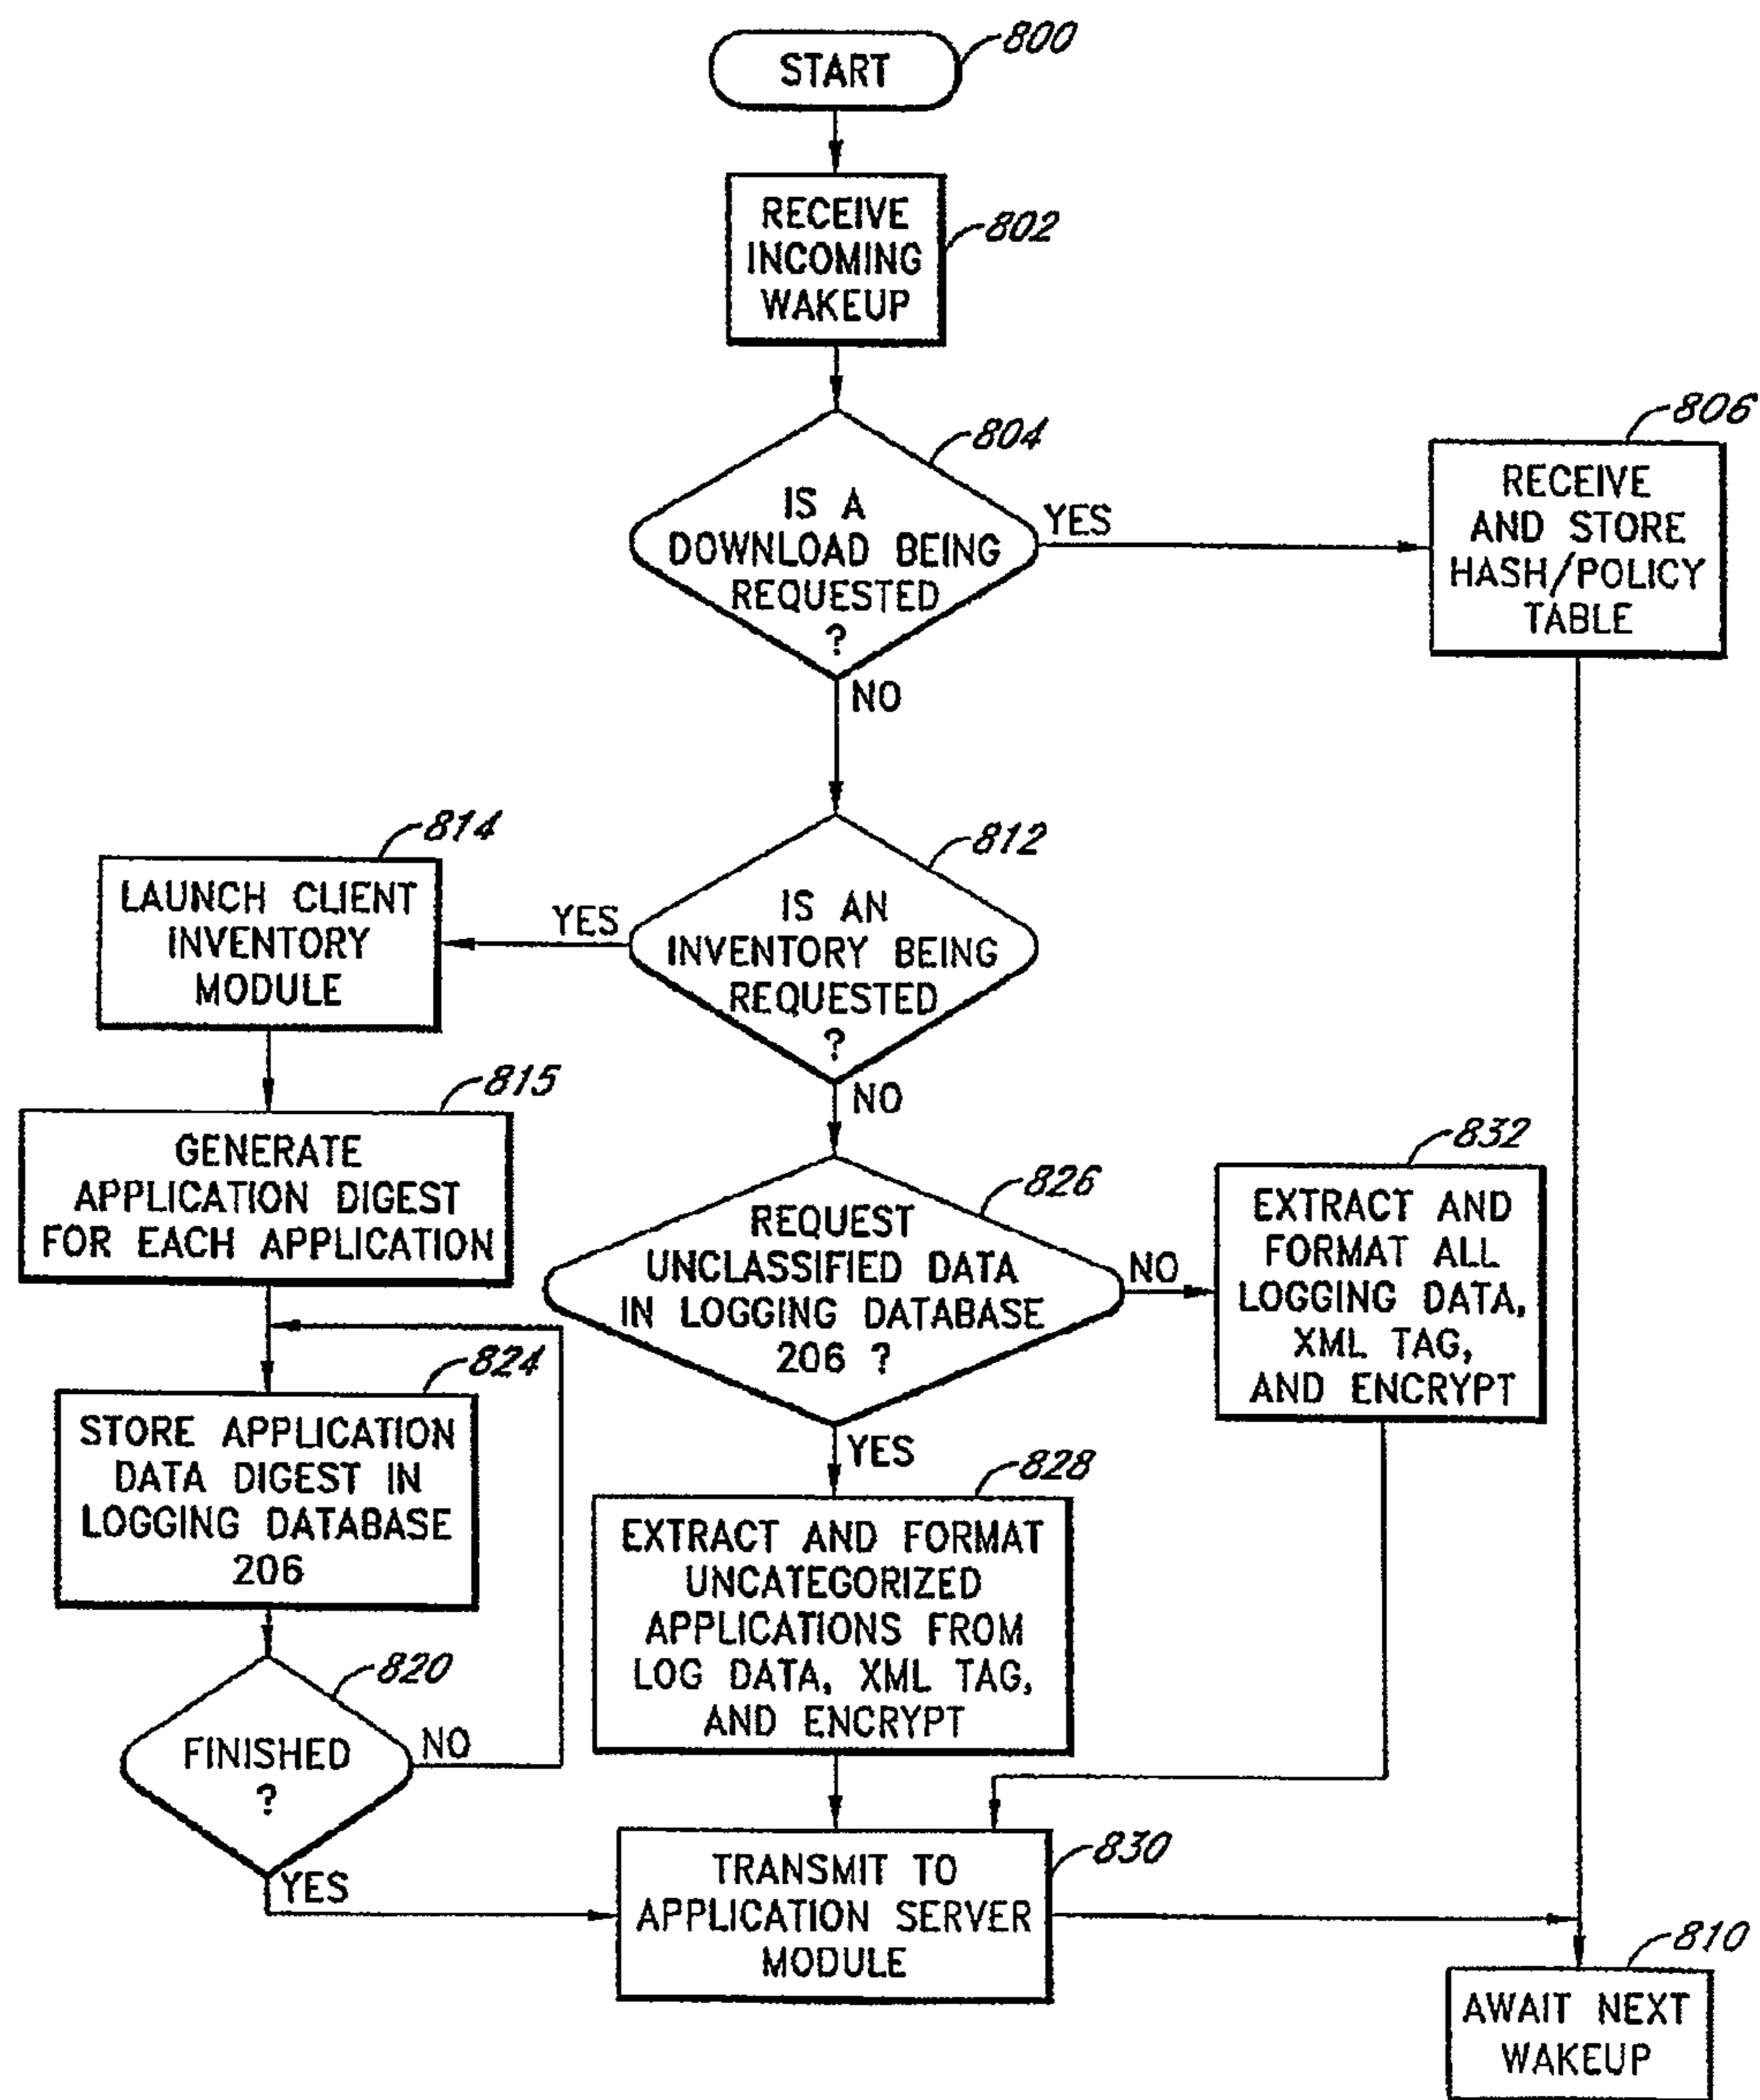 START
800
RECEIVE
INCOMING
WAKEUP
802
804
IS A
DOWNLOAD BEING
REQUESTED
?
YES
NO
806
RECEIVE
AND STORE
HASH/POLICY
TABLE
812
IS AN
INVENTORY BEING
REQUESTED
?
YES
NO
814
LAUNCH CLIENT
INVENTORY
MODULE
815
GENERATE
APPLICATION DIGEST
FOR EACH APPLICATION
824
STORE APPLICATION
DATA DIGEST IN
LOGGING DATABASE
206
820
FINISHED
?
NO
YES
826
REQUEST
UNCLASSIFIED DATA
IN LOGGING DATABASE
206 ?
NO
YES
832
EXTRACT AND
FORMAT ALL
LOGGING DATA,
XML TAG,
AND ENCRYPT
828
EXTRACT AND FORMAT
UNCATEGORIZED
APPLICATIONS FROM
LOG DATA, XML TAG,
AND ENCRYPT
830
TRANSMIT TO
APPLICATION SERVER
MODULE
810
AWAIT NEXT
WAKEUP